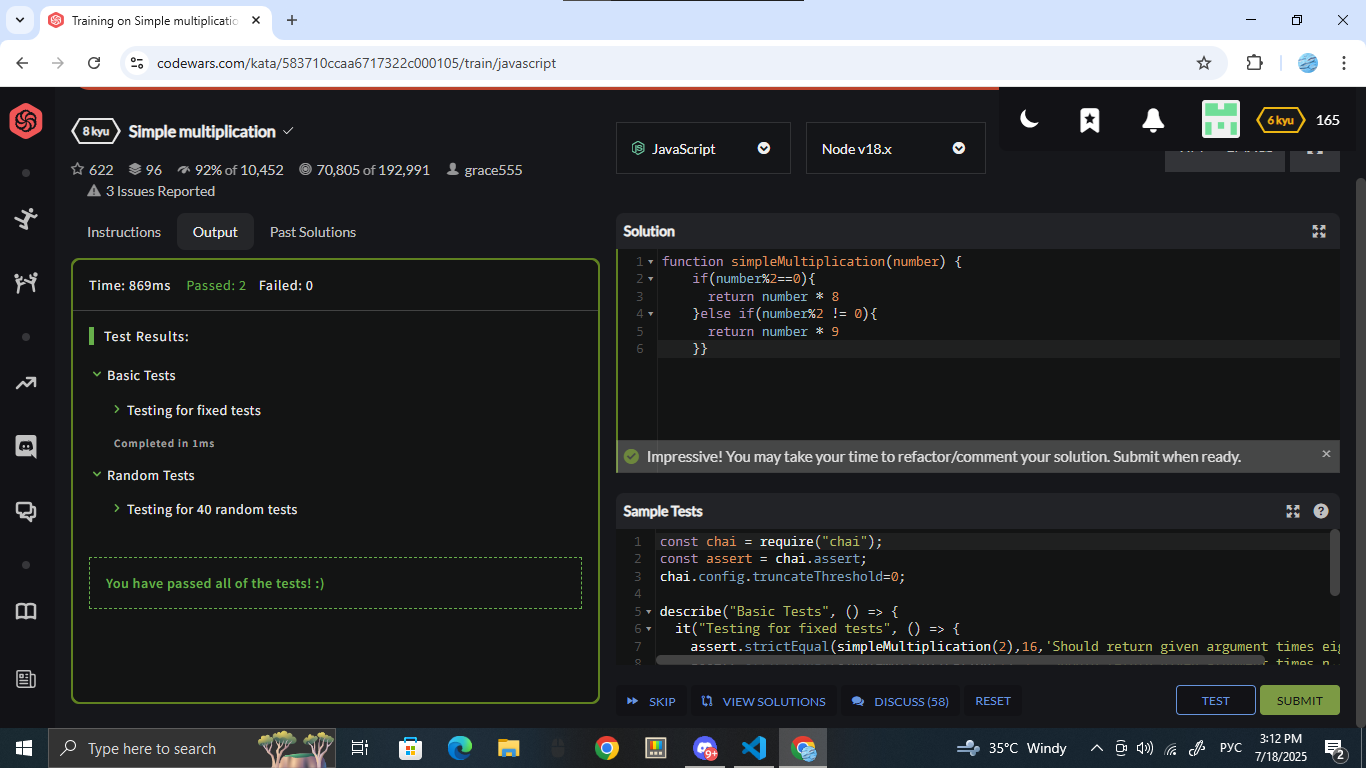 Training on Simple multiplicatio
codewars.com/kata/583710ccaa6717322c000105/train/javascript
8 kyu Simple multiplication
622 96 92% of 10,452 70,805 of 192,991 grace555
3 Issues Reported
JavaScript
Node v18.x
6 kyu 165
Instructions Output Past Solutions
Time: 869ms Passed: 2 Failed: 0
Test Results:
Basic Tests
Testing for fixed tests
Completed in 1ms
Random Tests
Testing for 40 random tests
You have passed all of the tests! :)
Solution
1 function simpleMultiplication(number) {
2 if(number%2==0){
3 return number * 8
4 }else if(number%2 != 0){
5 return number * 9
6 }}
Impressive! You may take your time to refactor/comment your solution. Submit when ready.
Sample Tests
1 const chai = require("chai");
2 const assert = chai.assert;
3 chai.config.truncateThreshold=0;
4
5 describe("Basic Tests", () => {
6 it("Testing for fixed tests", () => {
7 assert.strictEqual(simpleMultiplication(2),16,'Should return given argument times eig
8
SKIP VIEW SOLUTIONS DISCUSS (58) RESET TEST SUBMIT
Type here to search
9+
35°C Windy
РУС
3:12 PM
7/18/2025
2